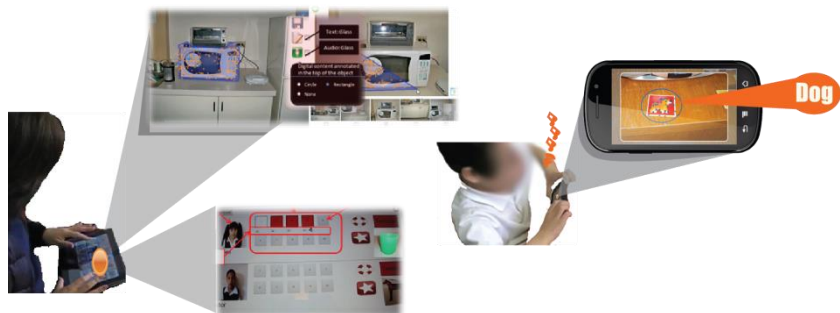 Text Glass
Audio Glass
Digital content annotated
in the top of the object
Circle
Rectangle
None
Dog